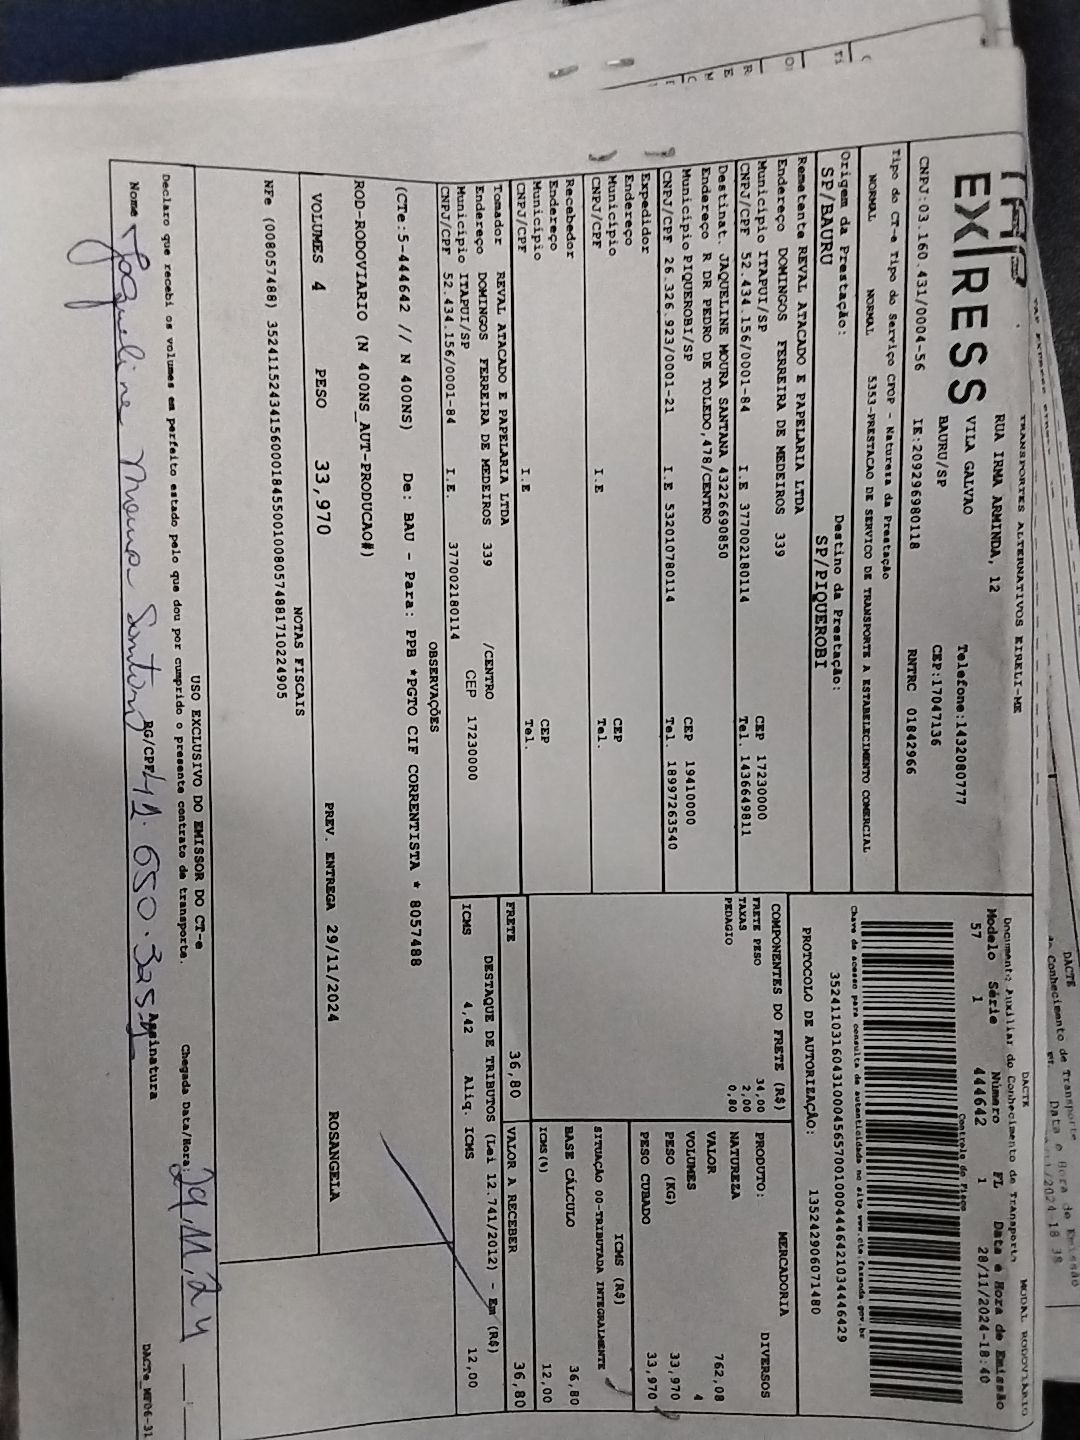 TRANSPORTES ALTERNATIVOS EIRELI-ME
EXPRESS
RUA IRMA ARMINDA, 12
VILA GALVAO
BAURU/SP
Telefone:1432080777
CEP:17047136
CNPJ:03.160.431/0004-56 IE:209296980118 RNTRC 01842966
Tipo do CT-e Tipo do Serviço CFOP - Natureza da Prestação
NORMAL NORMAL 5353-PRESTACAO DE SERVICO DE TRANSPORTE A ESTABELECIMENTO COMERCIAL
Origem da Prestação: Destino da Prestação:
SP/BAURU SP/PIQUEROBI
Remetente REVAL ATACADO E PAPELARIA LTDA
Endereço DOMINGOS FERREIRA DE MEDEIROS 339
Município ITAPUI/SP CEP 17230000
CNPJ/CPF 52.434.156/0001-84 I.E 377002180114 Tel. 1436649811
Destinat. JAQUELINE MOURA SANTANA 43226690850
Endereço R DR PEDRO DE TOLEDO,478/CENTRO
Município PIQUEROBI/SP CEP 19410000
CNPJ/CPF 26.326.923/0001-21 I.E 532010780114 Tel. 18997263540
Expedidor
Endereço
Município CEP
CNPJ/CPF I.E Tel.
Recebedor
Endereço
Município CEP
CNPJ/CPF I.E Tel.
Tomador REVAL ATACADO E PAPELARIA LTDA
Endereço DOMINGOS FERREIRA DE MEDEIROS 339 /CENTRO
Município ITAPUI/SP CEP 17230000
CNPJ/CPF 52.434.156/0001-84 I.E. 377002180114
DACTE MODAL RODOVIÁRIO
Documento Auxiliar do Conhecimento de Transporte
Modelo Série Número FL Data e Hora de Emissão
57 1 444642 1 28/11/2024-18:40
Controle do Fisco
Chave de acesso para consulta de autenticidade no site www.cte.fazenda.gov.br
PROTOCOLO DE AUTORIZAÇÃO: 135242906071480
COMPONENTES DO FRETE (R$)
FRETE PESO 34,00
TAXAS 2,00
PEDAGIO 0,80
MERCADORIA
PRODUTO: DIVERSOS
NATUREZA
VALOR 762,08
VOLUMES 4
PESO (KG) 33,970
PESO CUBADO 33,970
ICMS (R$)
SITUAÇÃO 00-TRIBUTADA INTEGRALMENTE
BASE CÁLCULO 36,80
ICMS(%) 12,00
FRETE 36,80 VALOR A RECEBER 36,80
DESTAQUE DE TRIBUTOS (Lei 12.741/2012) - Em (R$)
ICMS 4,42 Aliq. ICMS 12,00
OBSERVAÇÕES
(CTe:5-444642 // N 400NS) De: BAU - Para: PPB *PGTO CIF CORRENTISTA * 8057488
ROD-RODOVIARIO (N 400NS_AUT-PRODUCAO#)
VOLUMES 4 PESO 33,970 PREV. ENTREGA 29/11/2024 ROSANGELA
NOTAS FISCAIS
USO EXCLUSIVO DO EMISSOR DO CT-e
Declaro que recebi os volumes em perfeito estado pelo que dou por cumprido o presente contrato de transporte. Chegada Data/Hora: 29.11.24
Nome Jaqueline Moura Santana RG/CPF Assinatura
DACTe_MF06-31